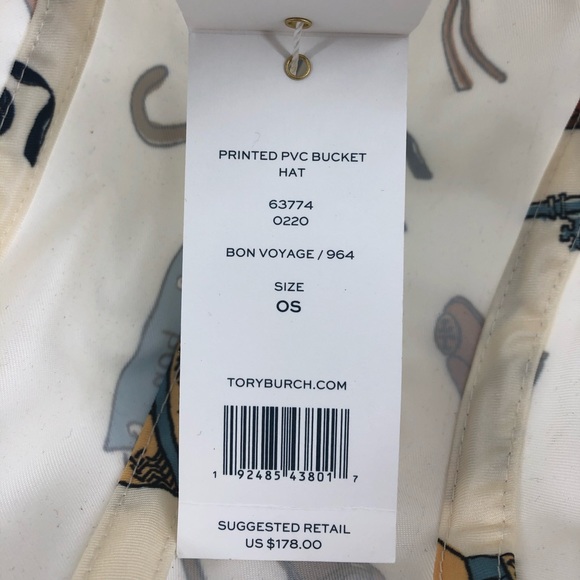 PRINTED PVC BUCKET
HAT
63774
0220
BON VOYAGE / 964
SIZE
OS
TORYBURCH.COM
1 92485 43801 7
SUGGESTED RETAIL
US $178.00